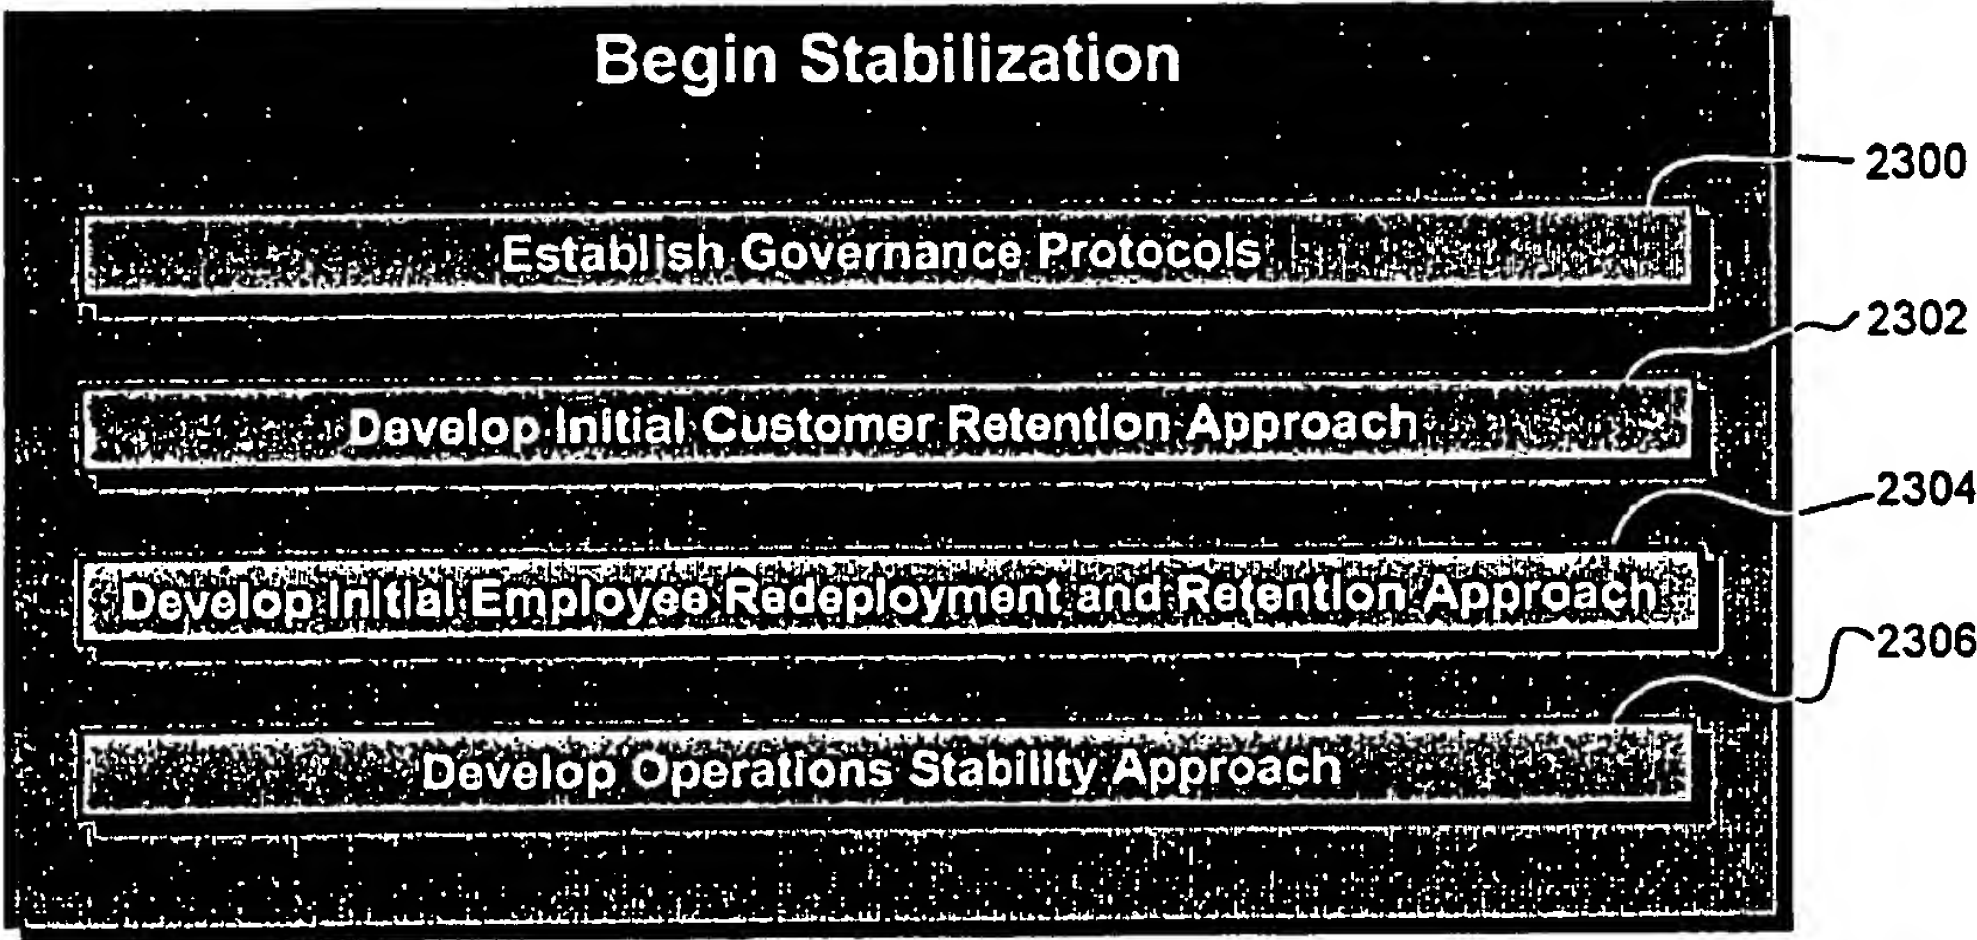 Begin Stabilization
2300
Establish Governance Protocols
2302
Develop Initial Customer Retention Approach
2304
Develop Initial Employee Redeployment and Retention Approach
2306
Develop Operations Stability Approach